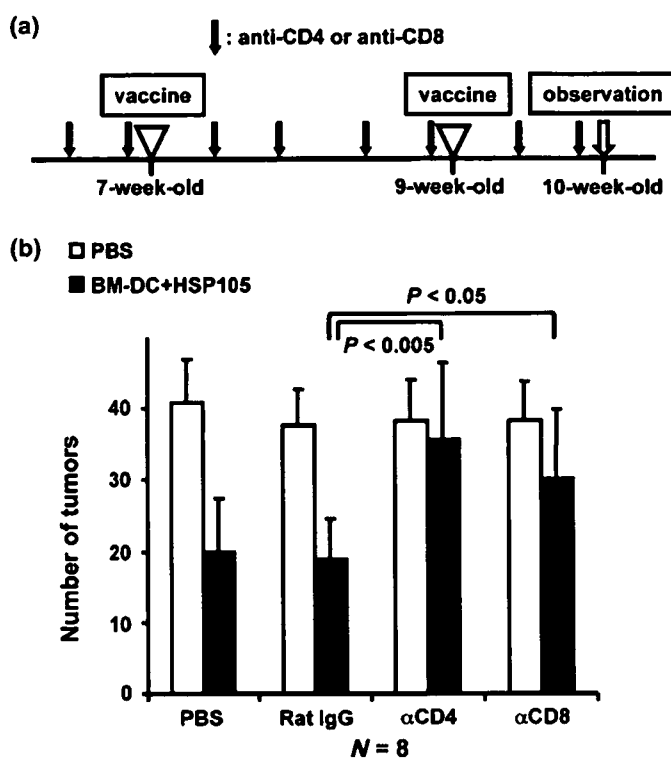 (a)
: anti-CD4 or anti-CD8
vaccine vaccine observation
7-week-old 9-week-old 10-week-old
(b)
PBS
BM-DC+HSP105
P < 0.05
P < 0.005
Number of tumors
40
30
20
10
0
PBS Rat IgG αCD4 αCD8
N = 8